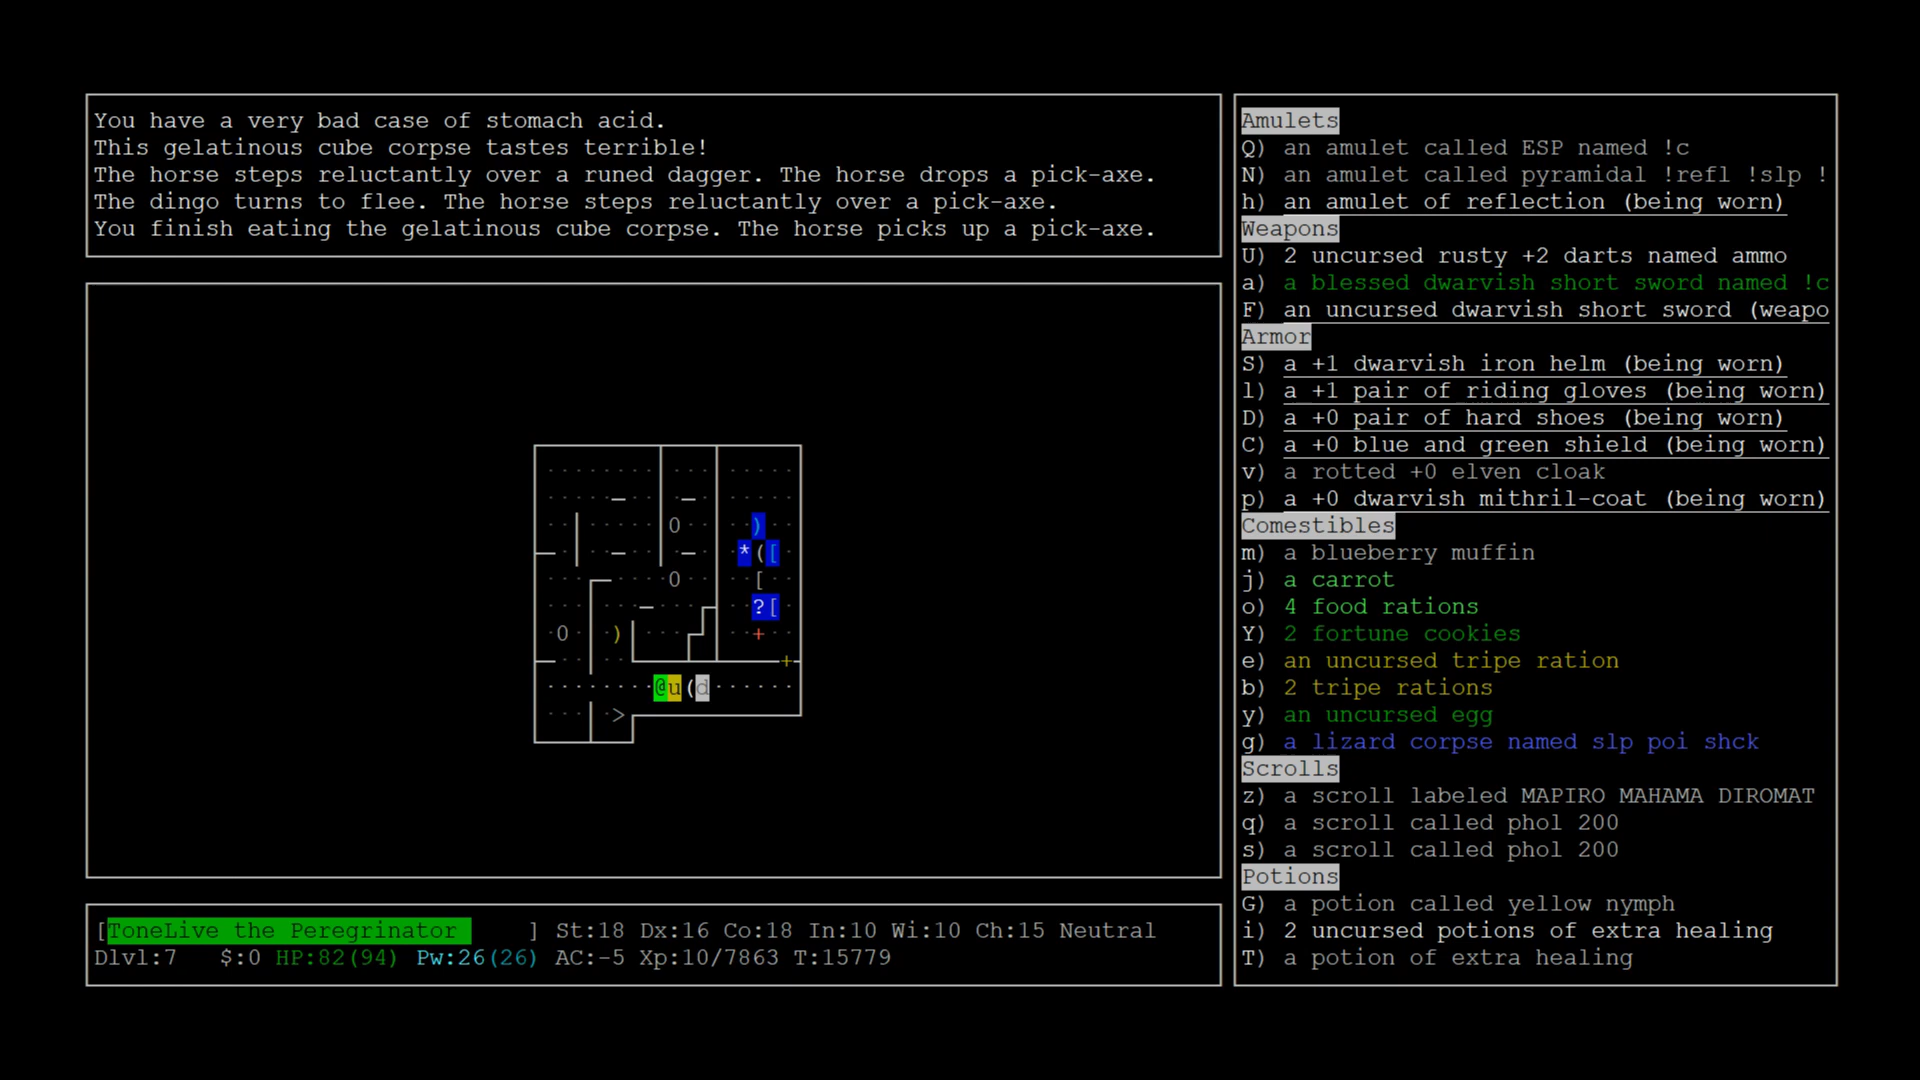 You have a very bad case of stomach acid.
This gelatinous cube corpse tastes terrible!
The horse steps reluctantly over a runed dagger. The horse drops a pick-axe.
The dingo turns to flee. The horse steps reluctantly over a pick-axe.
You finish eating the gelatinous cube corpse. The horse picks up a pick-axe.
[ToneLive the Peregrinator ] St:18 Dx:16 Co:18 In:10 Wi:10 Ch:15 Neutral
Dlvl:7 $:0 HP:82(94) Pw:26(26) AC:-5 Xp:10/7863 T:15779
Amulets
Q) an amulet called ESP named !c
N) an amulet called pyramidal !refl !slp !
h) an amulet of reflection (being worn)
Weapons
U) 2 uncursed rusty +2 darts named ammo
a) a blessed dwarvish short sword named !c
F) an uncursed dwarvish short sword (weapo
Armor
S) a +1 dwarvish iron helm (being worn)
l) a +1 pair of riding gloves (being worn)
D) a +0 pair of hard shoes (being worn)
C) a +0 blue and green shield (being worn)
v) a rotted +0 elven cloak
p) a +0 dwarvish mithril-coat (being worn)
Comestibles
m) a blueberry muffin
j) a carrot
o) 4 food rations
Y) 2 fortune cookies
e) an uncursed tripe ration
b) 2 tripe rations
y) an uncursed egg
g) a lizard corpse named slp poi shck
Scrolls
z) a scroll labeled MAPIRO MAHAMA DIROMAT
q) a scroll called phol 200
s) a scroll called phol 200
Potions
G) a potion called yellow nymph
i) 2 uncursed potions of extra healing
T) a potion of extra healing